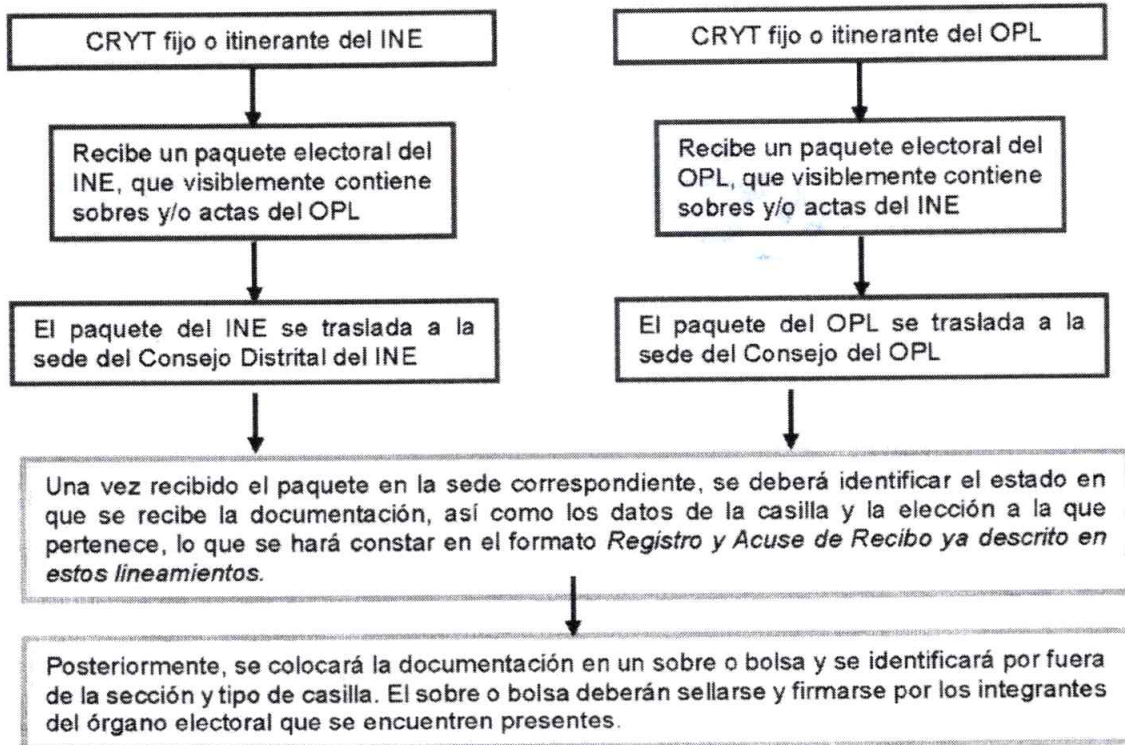 CRYT fijo o itinerante del INE
CRYT fijo o itinerante del OPL
Recibe un paquete electoral del
INE, que visiblemente contiene
sobres y/o actas del OPL
Recibe un paquete electoral del
OPL, que visiblemente contiene
sobres y/o actas del INE
El paquete del INE se traslada a la
sede del Consejo Distrital del INE
El paquete del OPL se traslada a la
sede del Consejo del OPL
Una vez recibido el paquete en la sede correspondiente, se deberá identificar el estado en
que se recibe la documentación, así como los datos de la casilla y la elección a la que
pertenece, lo que se hará constar en el formato Registro y Acuse de Recibo ya descrito en
estos lineamientos.
Posteriormente, se colocará la documentación en un sobre o bolsa y se identificará por fuera
de la sección y tipo de casilla. El sobre o bolsa deberán sellarse y firmarse por los integrantes
del órgano electoral que se encuentren presentes.